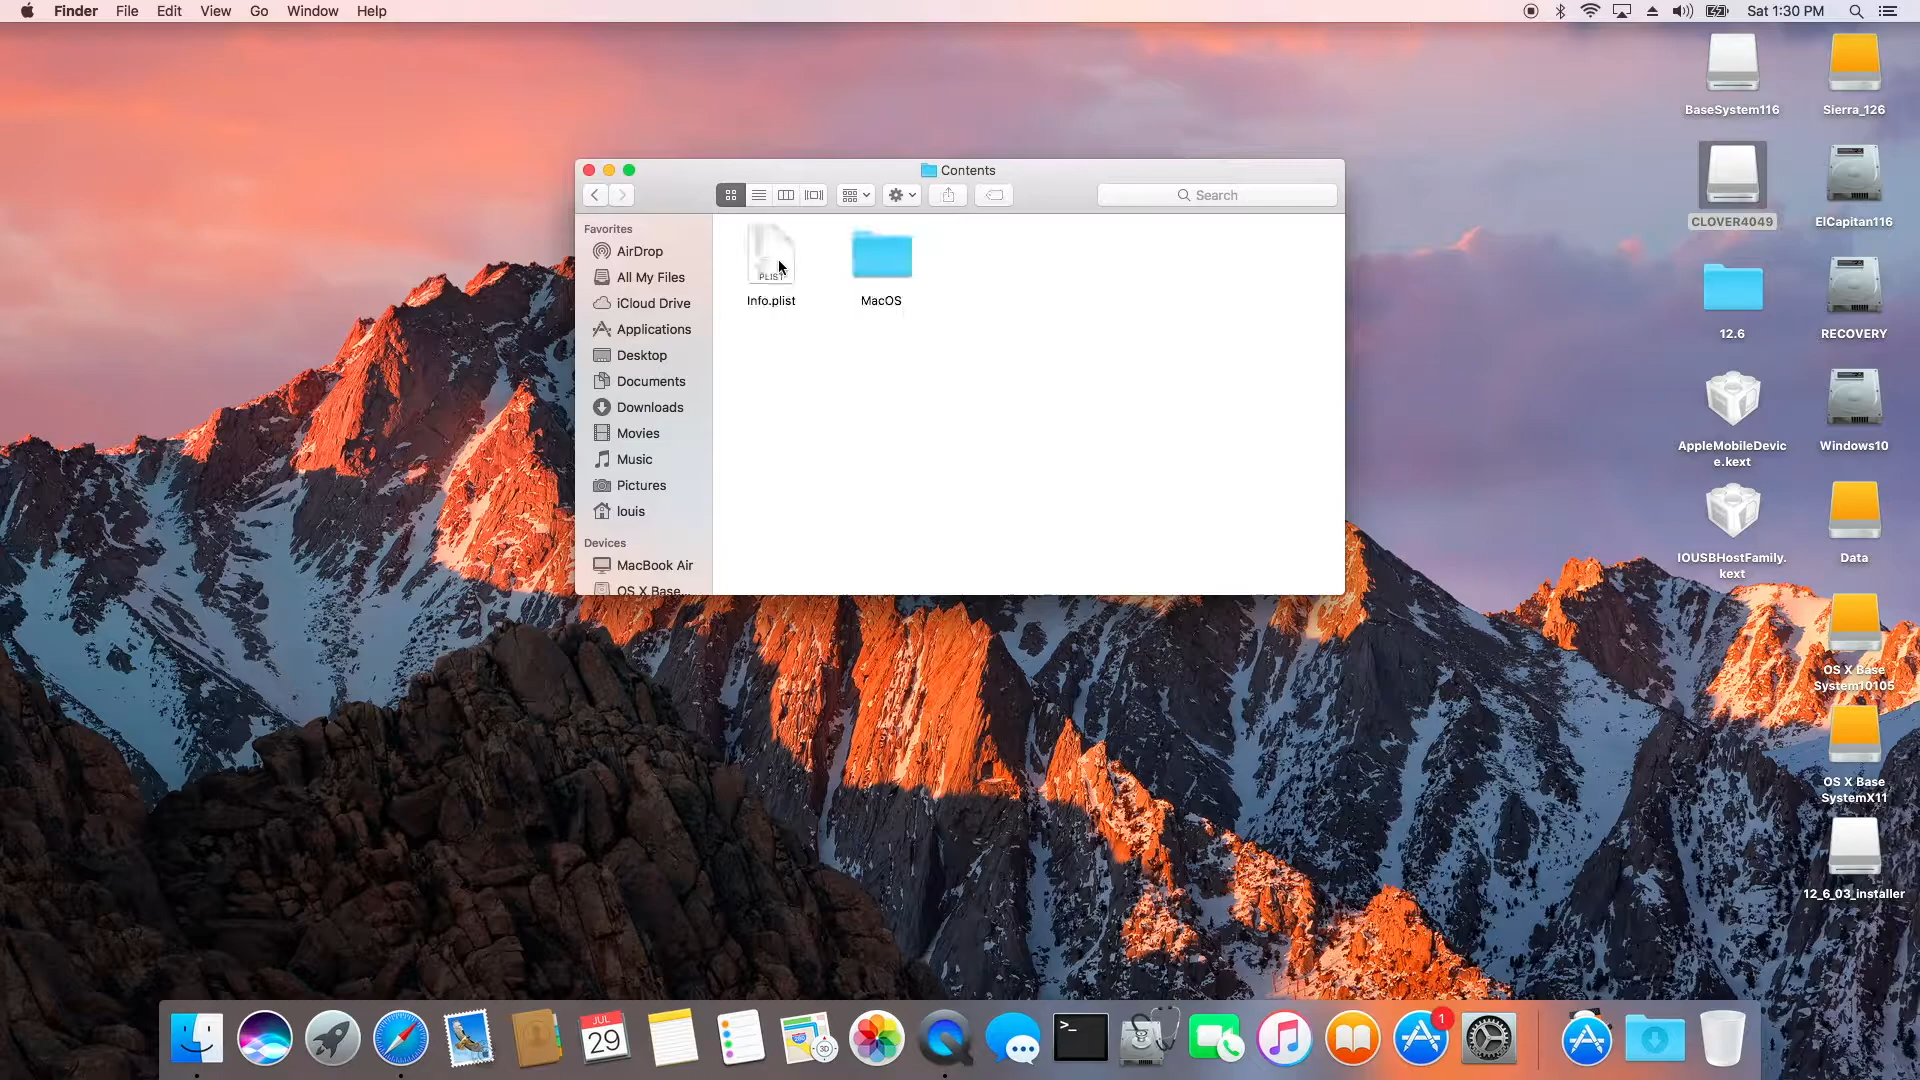 Finder File Edit View Go Window Help
Sat 1:30 PM
Contents
Search
Favorites
AirDrop
All My Files
iCloud Drive
Applications
Desktop
Documents
Downloads
Movies
Music
Pictures
louis
Devices
MacBook Air
OS X Base...
PLIST
Info.plist
MacOS
BaseSystem116
Sierra_126
CLOVER4049
ElCapitan116
12.6
RECOVERY
AppleMobileDevic
e.kext
Windows10
IOUSBHostFamily.
kext
Data
OS X Base
System10105
OS X Base
SystemX11
12_6_03_installer
JUL
29
3D
>_
1